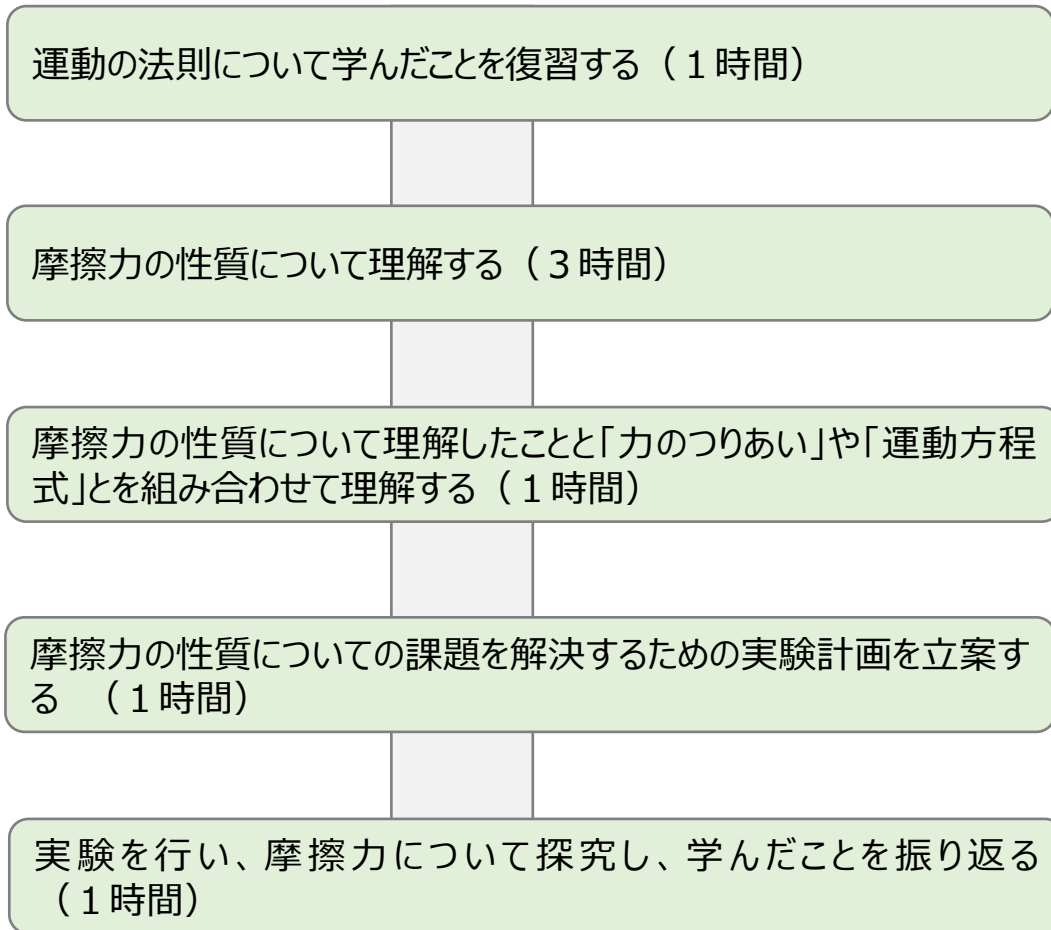 運動の法則について学んだことを復習する（１時間）
摩擦力の性質について理解する（３時間）
摩擦力の性質について理解したことと「力のつりあい」や「運動方程
式」とを組み合わせて理解する（１時間）
摩擦力の性質についての課題を解決するための実験計画を立案す
る　（１時間）
実験を行い、摩擦力について探究し、学んだことを振り返る
（１時間）